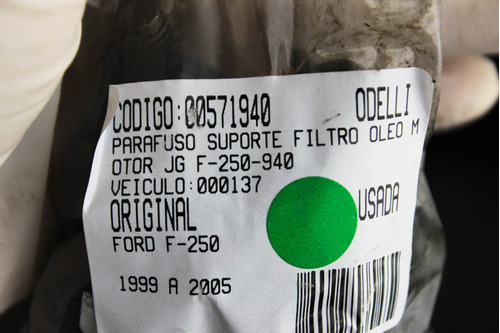 CODIGO:00571940 ODELLI
PARAFUSO SUPORTE FILTRO OLEO M
OTOR JG F-250-940
VEICULO:000137
ORIGINAL USADA
FORD F-250
1999 A 2005